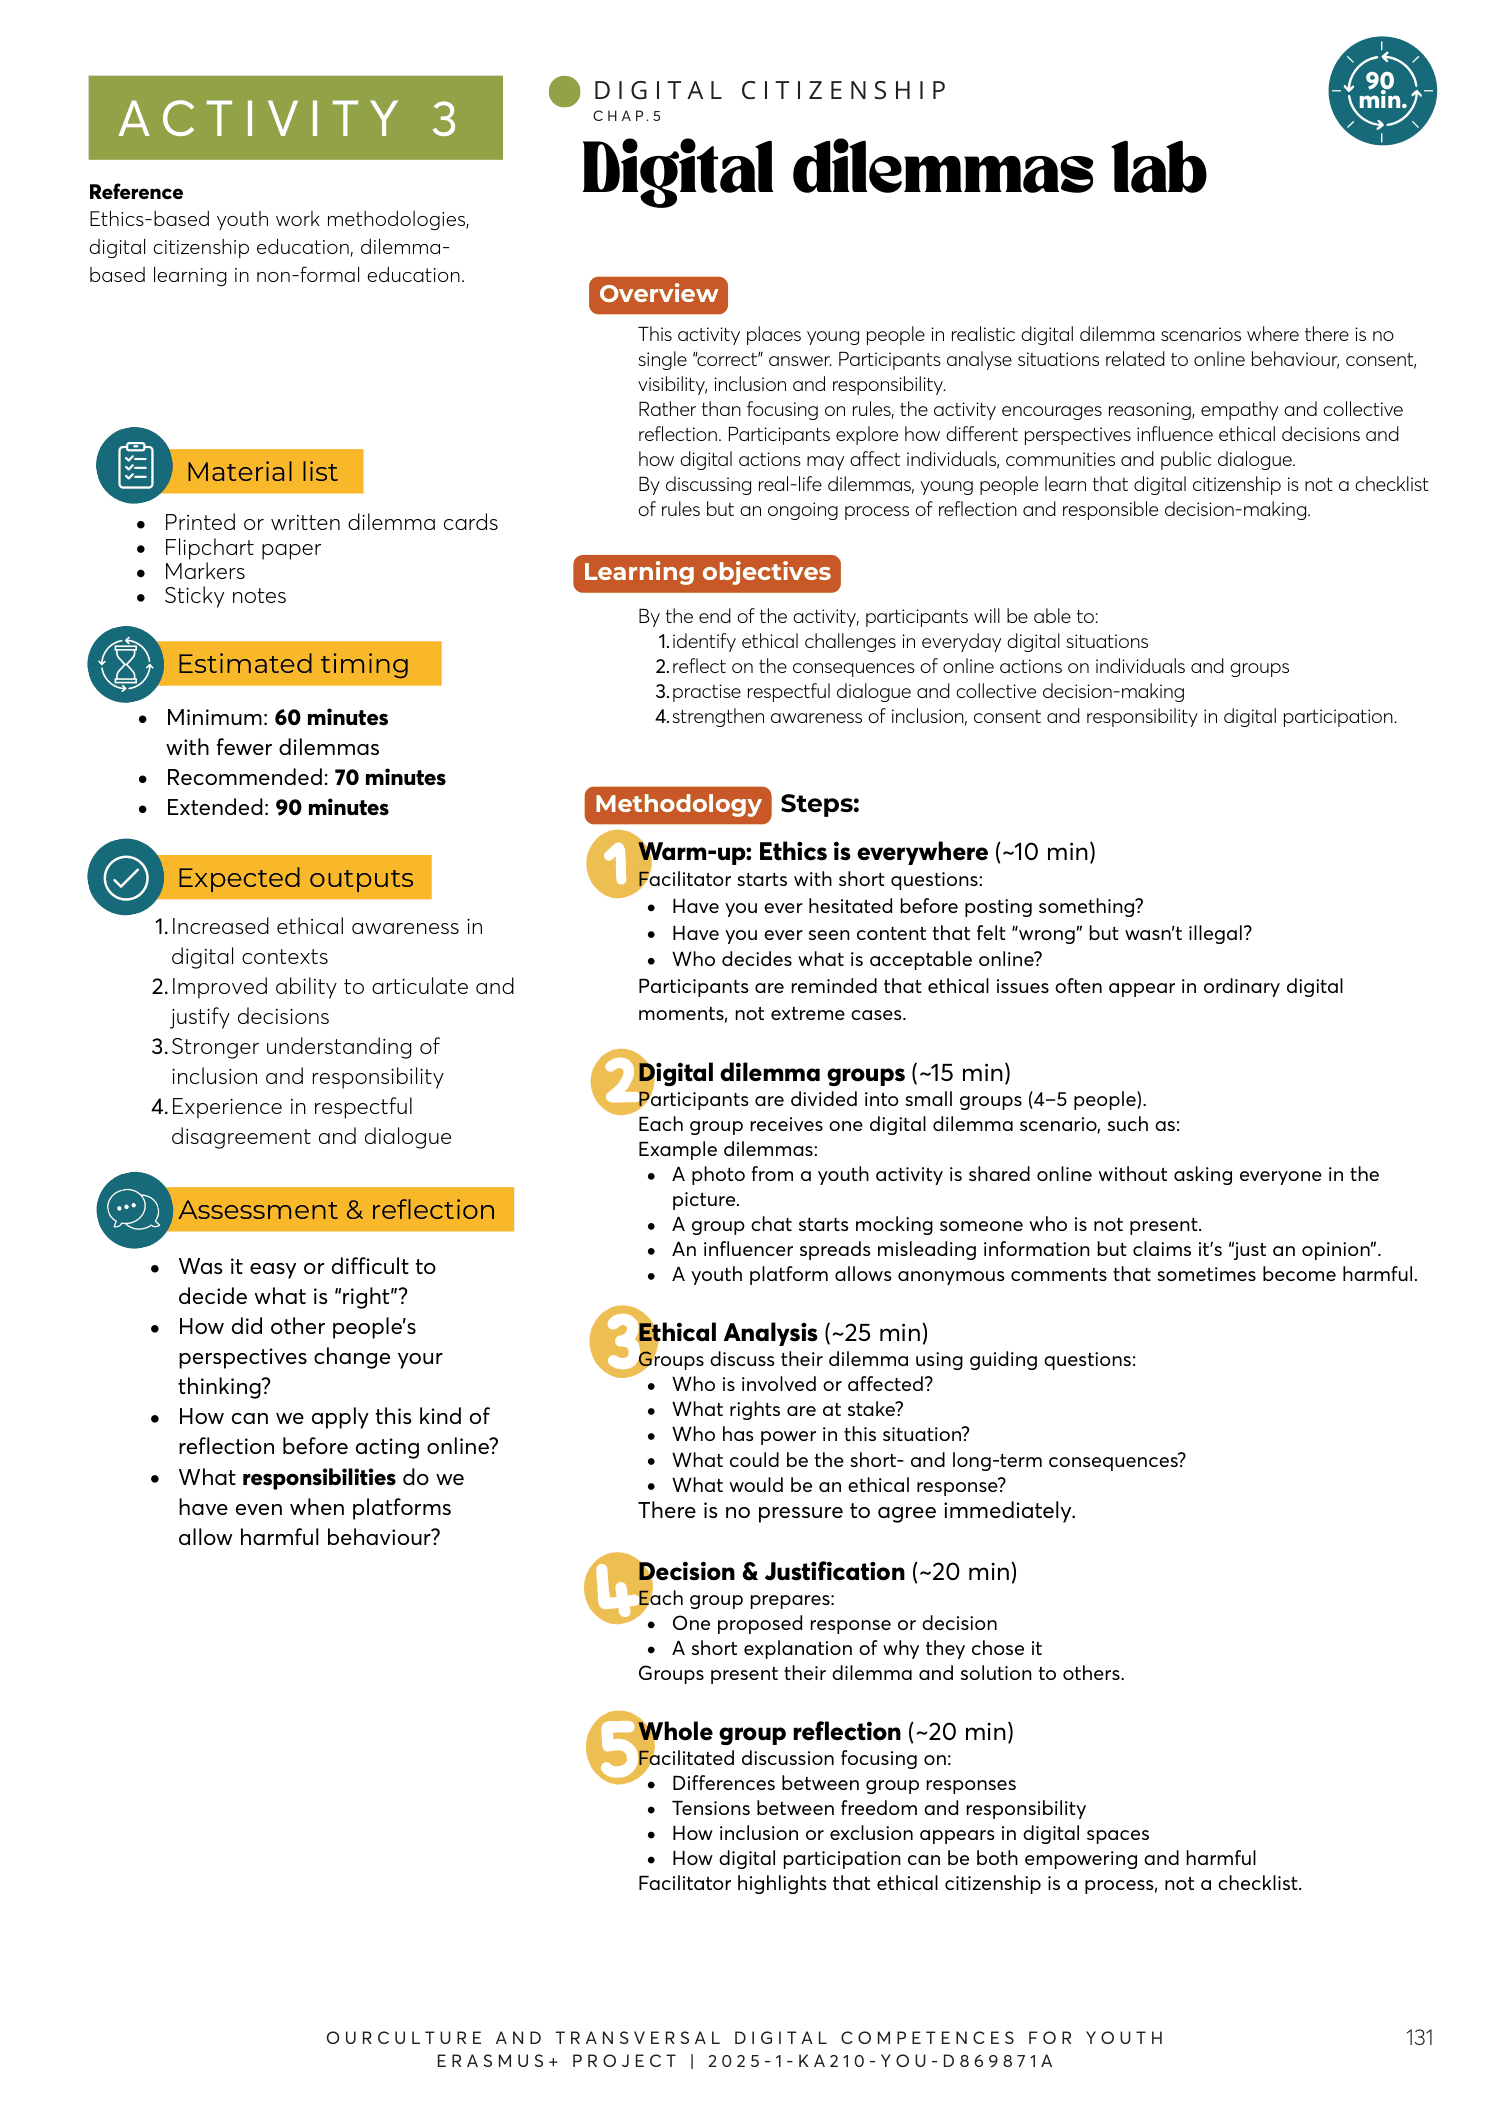 ACTIVITY 3
Reference
Ethics-based youth work methodologies,
digital citizenship education, dilemma-
based learning in non-formal education.
Material list
• Printed or written dilemma cards
• Flipchart paper
• Markers
• Sticky notes
Estimated timing
• Minimum: 60 minutes
with fewer dilemmas
• Recommended: 70 minutes
• Extended: 90 minutes
Expected outputs
1. Increased ethical awareness in
digital contexts
2. Improved ability to articulate and
justify decisions
3. Stronger understanding of
inclusion and responsibility
4. Experience in respectful
disagreement and dialogue
Assessment & reflection
• Was it easy or difficult to
decide what is “right”?
• How did other people’s
perspectives change your
thinking?
• How can we apply this kind of
reflection before acting online?
• What responsibilities do we
have even when platforms
allow harmful behaviour?
DIGITAL CITIZENSHIP
CHAP.5
Digital dilemmas lab
90
min.
Overview
This activity places young people in realistic digital dilemma scenarios where there is no
single “correct” answer. Participants analyse situations related to online behaviour, consent,
visibility, inclusion and responsibility.
Rather than focusing on rules, the activity encourages reasoning, empathy and collective
reflection. Participants explore how different perspectives influence ethical decisions and
how digital actions may affect individuals, communities and public dialogue.
By discussing real-life dilemmas, young people learn that digital citizenship is not a checklist
of rules but an ongoing process of reflection and responsible decision-making.
Learning objectives
By the end of the activity, participants will be able to:
1. identify ethical challenges in everyday digital situations
2. reflect on the consequences of online actions on individuals and groups
3. practise respectful dialogue and collective decision-making
4. strengthen awareness of inclusion, consent and responsibility in digital participation.
Methodology Steps:
1 Warm-up: Ethics is everywhere (~10 min)
Facilitator starts with short questions:
• Have you ever hesitated before posting something?
• Have you ever seen content that felt “wrong” but wasn’t illegal?
• Who decides what is acceptable online?
Participants are reminded that ethical issues often appear in ordinary digital
moments, not extreme cases.
2 Digital dilemma groups (~15 min)
Participants are divided into small groups (4–5 people).
Each group receives one digital dilemma scenario, such as:
Example dilemmas:
• A photo from a youth activity is shared online without asking everyone in the
picture.
• A group chat starts mocking someone who is not present.
• An influencer spreads misleading information but claims it’s “just an opinion”.
• A youth platform allows anonymous comments that sometimes become harmful.
3 Ethical Analysis (~25 min)
Groups discuss their dilemma using guiding questions:
• Who is involved or affected?
• What rights are at stake?
• Who has power in this situation?
• What could be the short- and long-term consequences?
• What would be an ethical response?
There is no pressure to agree immediately.
4 Decision & Justification (~20 min)
Each group prepares:
• One proposed response or decision
• A short explanation of why they chose it
Groups present their dilemma and solution to others.
5 Whole group reflection (~20 min)
Facilitated discussion focusing on:
• Differences between group responses
• Tensions between freedom and responsibility
• How inclusion or exclusion appears in digital spaces
• How digital participation can be both empowering and harmful
Facilitator highlights that ethical citizenship is a process, not a checklist.
OURCULTURE AND TRANSVERSAL DIGITAL COMPETENCES FOR YOUTH
ERASMUS+ PROJECT | 2025-1-KA210-YOU-D869871A
131